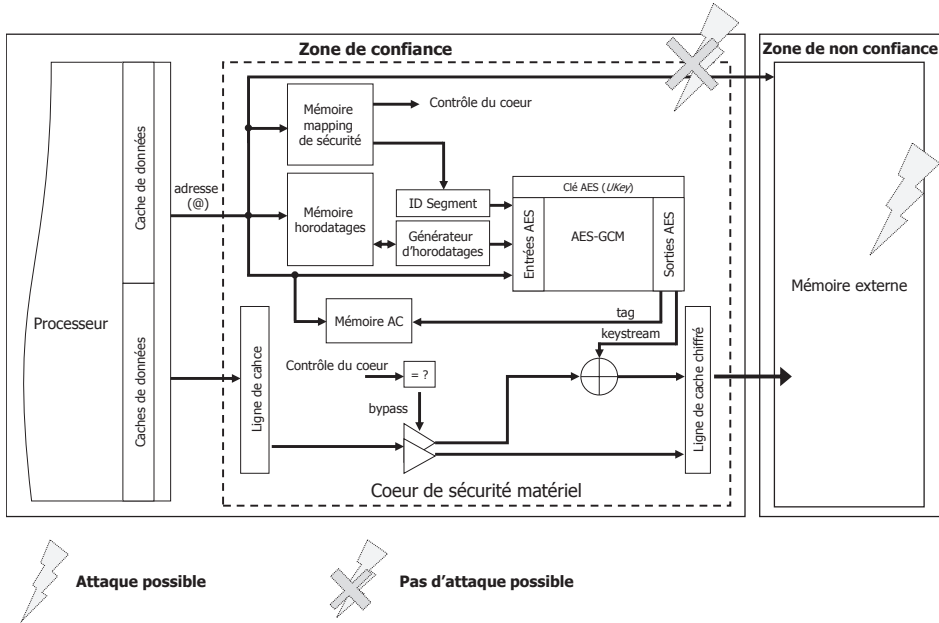 Zone de confiance
Zone de non confiance
Cache de données
Mémoire
mapping
de sécurité
Contrôle du coeur
adresse
(@)
ID Segment
Clé AES (UKey)
Mémoire
horodatages
Générateur
d'horodatages
Entrées AES
AES-GCM
Sorties AES
Mémoire externe
Processeur
Mémoire AC
tag
keystream
Caches de données
Ligne de cahce
Contrôle du coeur
= ?
bypass
Ligne de cache chiffré
Coeur de sécurité matériel
Attaque possible
Pas d'attaque possible